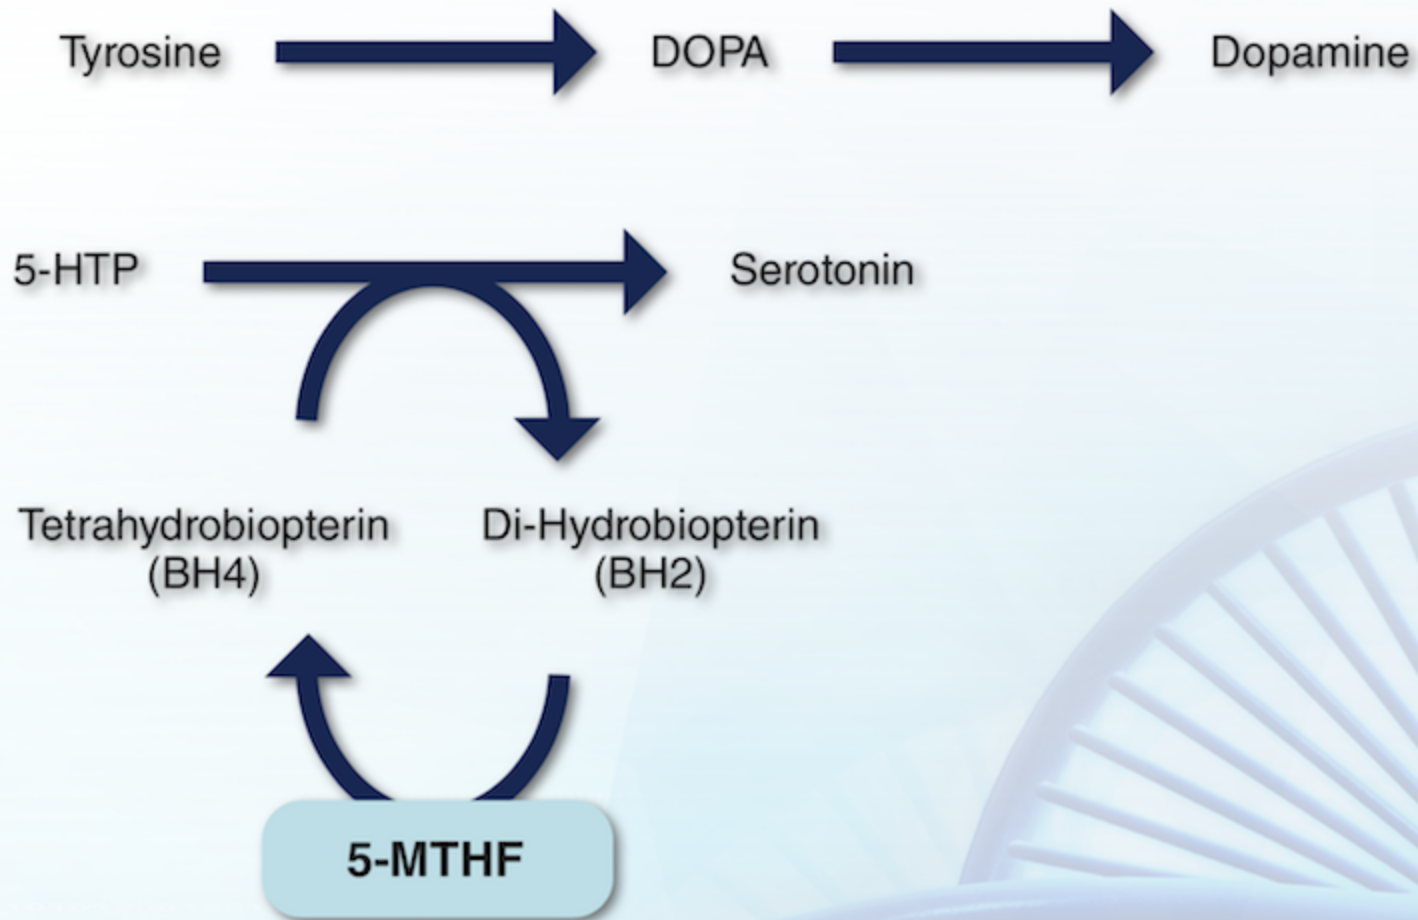 Tyrosine
DOPA
Dopamine
5-HTP
Serotonin
Tetrahydrobiopterin
(BH4)
Di-Hydrobiopterin
(BH2)
5-MTHF